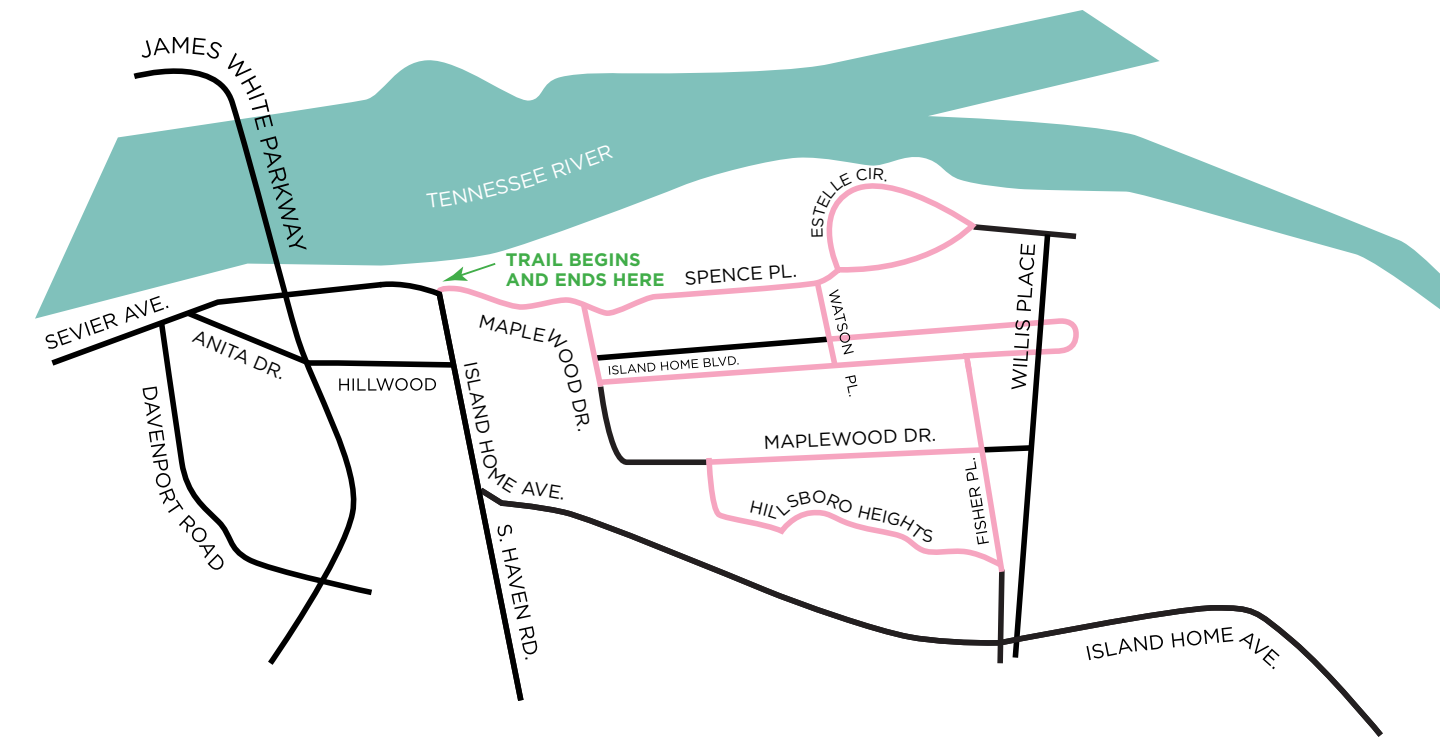 JAMES WHITE PARKWAY
TENNESSEE RIVER
ESTELLE CIR.
TRAIL BEGINS
AND ENDS HERE
SPENCE PL.
WILLIS PLACE
SEVIER AVE.
ANITA DR.
MAPLEWOOD DR.
WATSON PL.
ISLAND HOME BLVD.
HILLWOOD
DAVENPORT ROAD
ISLAND HOME AVE.
MAPLEWOOD DR.
FISHER PL.
HILLSBORO HEIGHTS
S. HAVEN RD.
ISLAND HOME AVE.